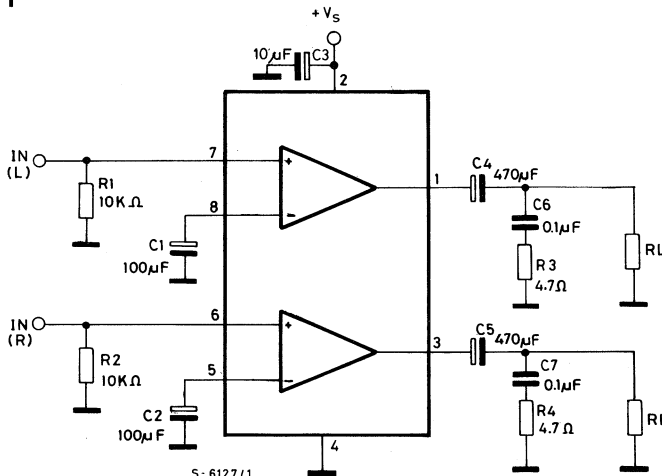 +VS
10µF
C3
2
IN
(L)
7
R1
10KΩ
8
C1
100µF
+
−
1
C4
470µF
C6
0.1µF
R3
4.7Ω
RL
IN
(R)
6
R2
10KΩ
5
C2
100µF
+
−
3
C5
470µF
C7
0.1µF
R4
4.7Ω
4
S-6127/1